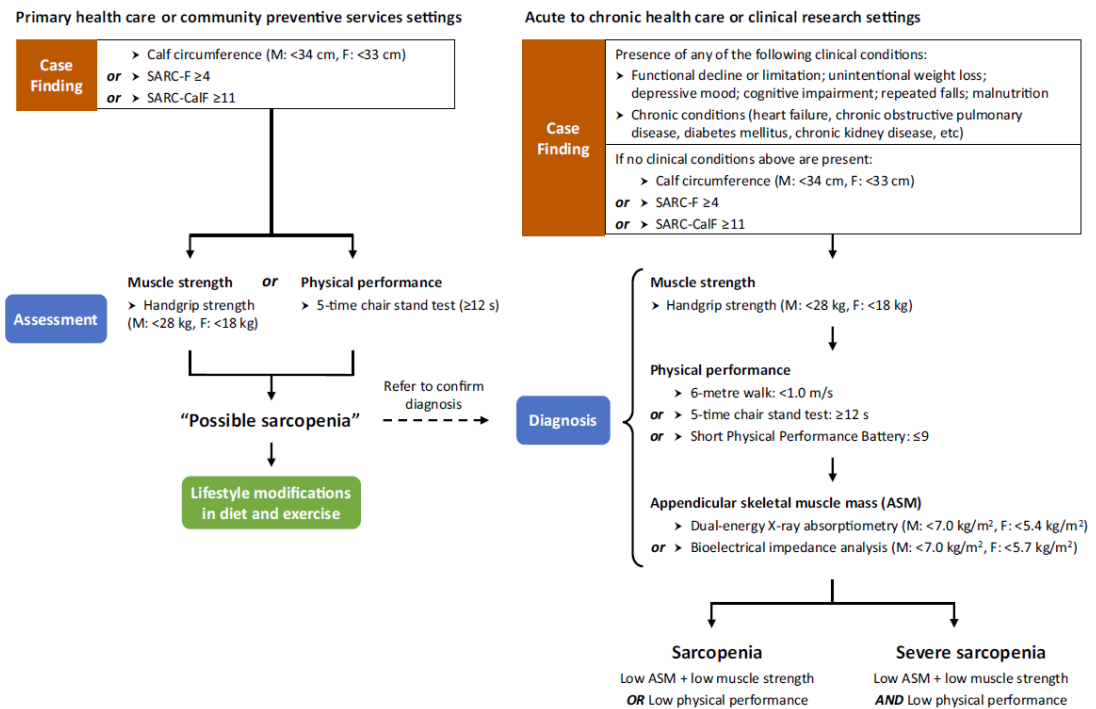 Primary health care or community preventive services settings
Case
Finding
➤ Calf circumference (M: <34 cm, F: <33 cm)
or ➤ SARC-F ≥4
or ➤ SARC-CalF ≥11
Muscle strength
or
Physical performance
➤ Handgrip strength
(M: <28 kg, F: <18 kg)
➤ 5-time chair stand test (≥12 s)
Assessment
"Possible sarcopenia"
Refer to confirm
diagnosis
Lifestyle modifications
in diet and exercise
Acute to chronic health care or clinical research settings
Case
Finding
Presence of any of the following clinical conditions:
➤ Functional decline or limitation; unintentional weight loss;
depressive mood; cognitive impairment; repeated falls; malnutrition
➤ Chronic conditions (heart failure, chronic obstructive pulmonary
disease, diabetes mellitus, chronic kidney disease, etc)
If no clinical conditions above are present:
➤ Calf circumference (M: <34 cm, F: <33 cm)
or ➤ SARC-F ≥4
or ➤ SARC-CalF ≥11
Diagnosis
Muscle strength
➤ Handgrip strength (M: <28 kg, F: <18 kg)
Physical performance
➤ 6-metre walk: <1.0 m/s
or ➤ 5-time chair stand test: ≥12 s
or ➤ Short Physical Performance Battery: ≤9
Appendicular skeletal muscle mass (ASM)
➤ Dual-energy X-ray absorptiometry (M: <7.0 kg/m², F: <5.4 kg/m²)
or ➤ Bioelectrical impedance analysis (M: <7.0 kg/m², F: <5.7 kg/m²)
Sarcopenia
Low ASM + low muscle strength
OR Low physical performance
Severe sarcopenia
Low ASM + low muscle strength
AND Low physical performance